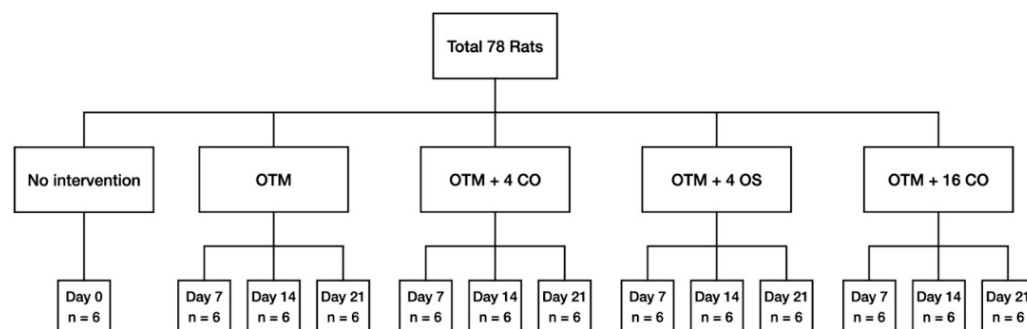 Total 78 Rats
No intervention
OTM
OTM + 4 CO
OTM + 4 OS
OTM + 16 CO
Day 0
n = 6
Day 7
n = 6
Day 14
n = 6
Day 21
n = 6
Day 7
n = 6
Day 14
n = 6
Day 21
n = 6
Day 7
n = 6
Day 14
n = 6
Day 21
n = 6
Day 7
n = 6
Day 14
n = 6
Day 21
n = 6